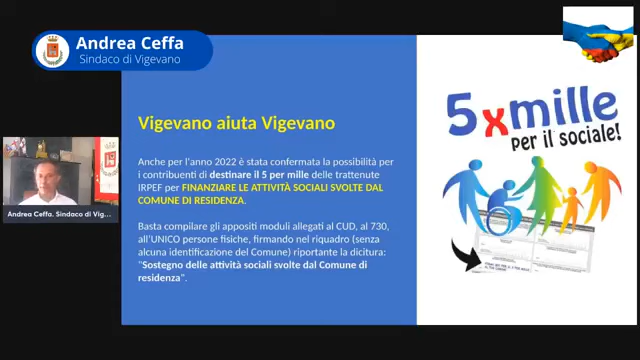 Andrea Ceffa
Sindaco di Vigevano
Vigevano aiuta Vigevano
Anche per l'anno 2022 è stata confermata la possibilità per
i contribuenti di destinare il 5 per mille delle trattenute
IRPEF per FINANZIARE LE ATTIVITÀ SOCIALI SVOLTE DAL
COMUNE DI RESIDENZA.
Basta compilare gli appositi moduli allegati al CUD, al 730,
all'UNICO persone fisiche, firmando nel riquadro (senza
alcuna identificazione del Comune) riportante la dicitura:
"Sostegno delle attività sociali svolte dal Comune di
residenza".
5xmille
per il sociale!
Andrea Ceffa. Sindaco di Vig...